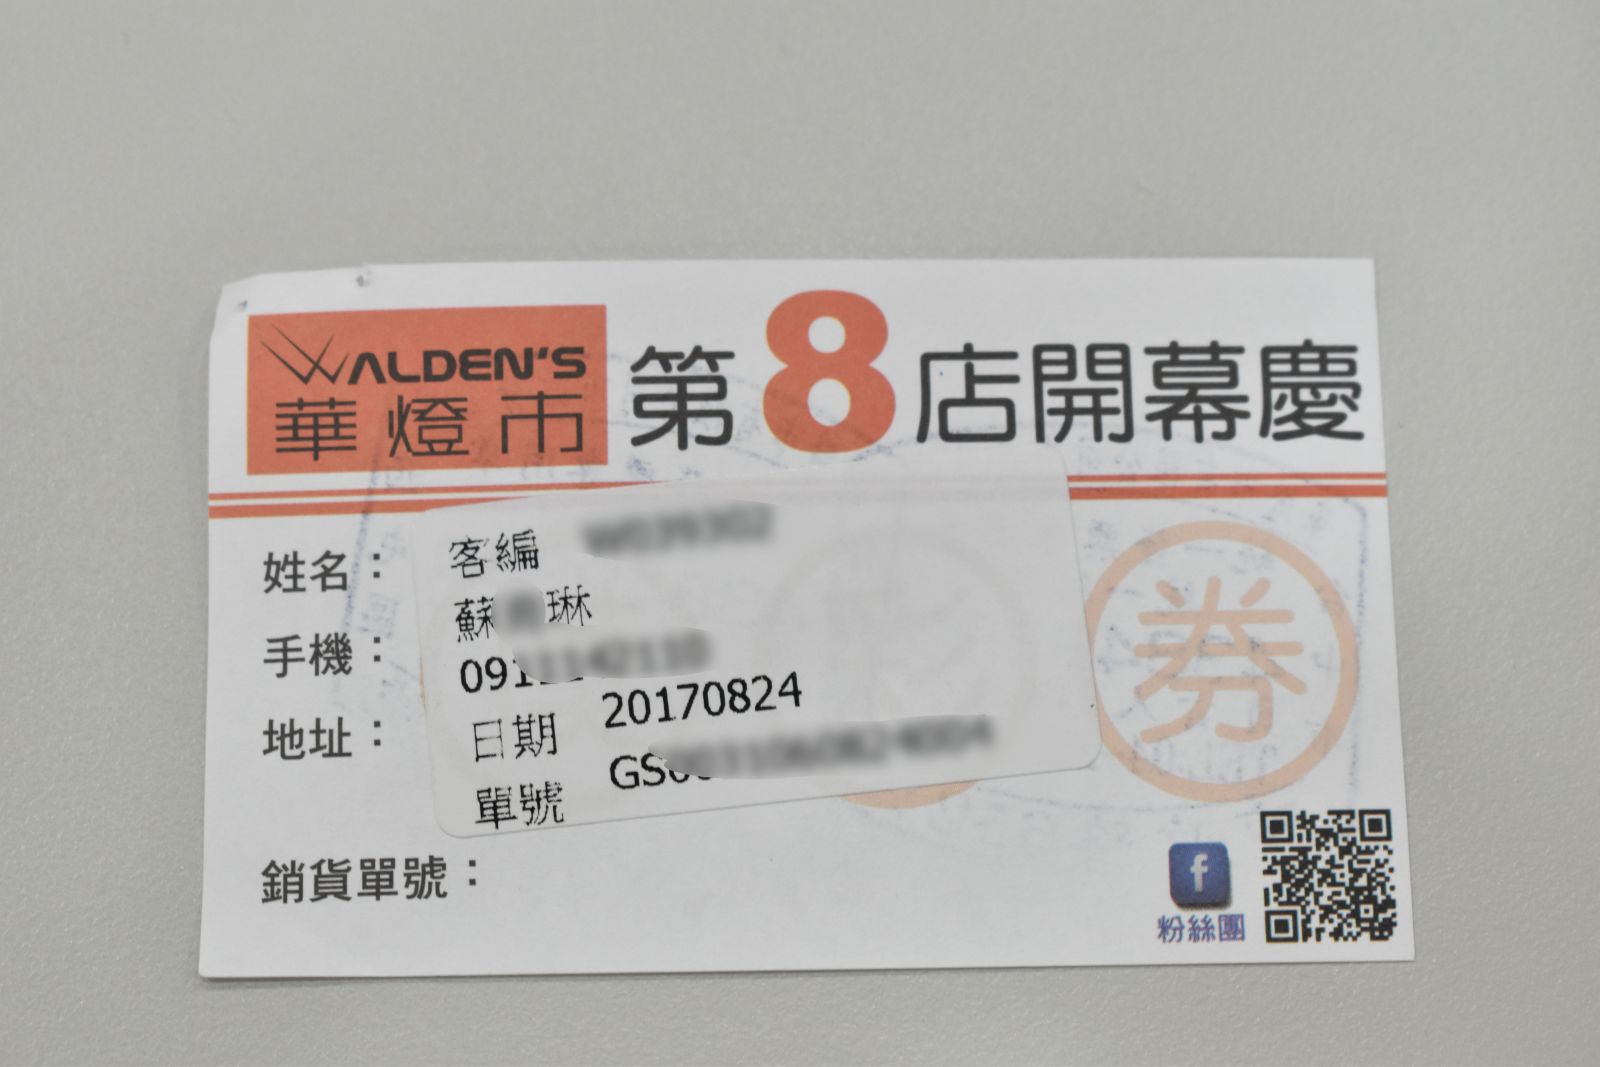 WALDEN'S
華燈市
第8店開幕慶
姓名：
手機：
地址：
客編
蘇 琳
09
日期 20170824
單號 GS
券
銷貨單號：
f
粉絲團